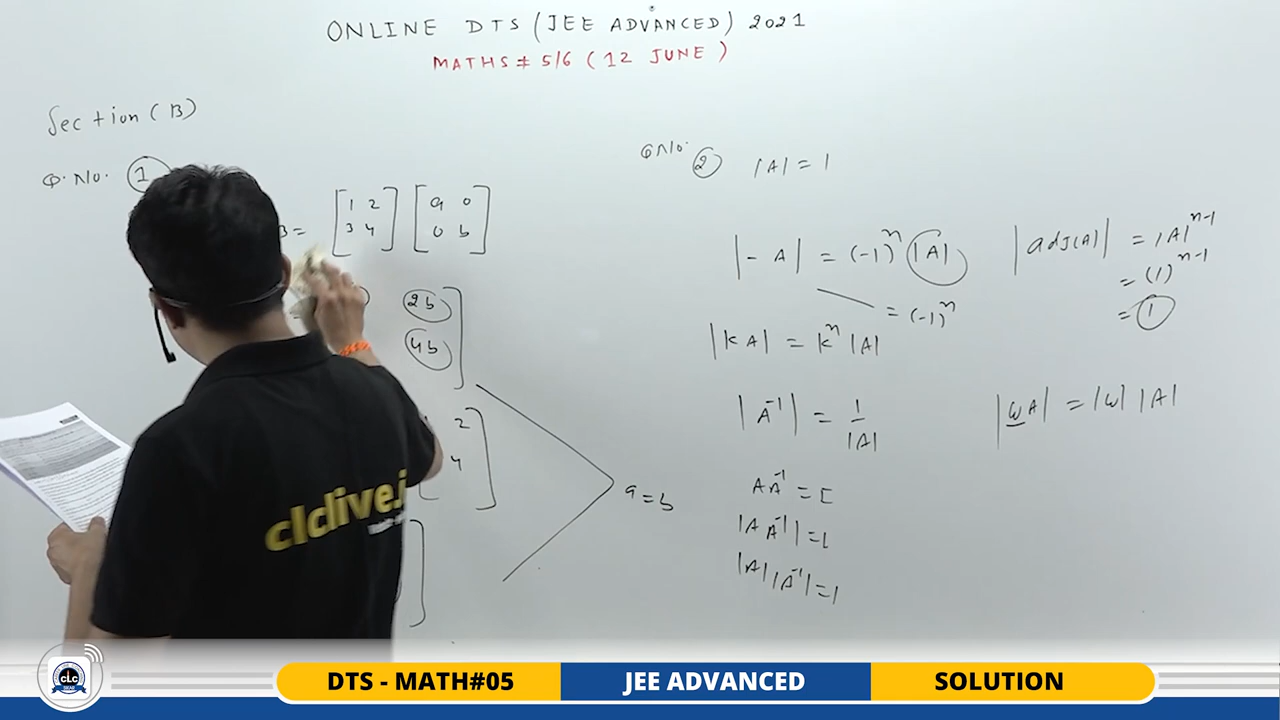 ONLINE DTS (JEE ADVANCED) 2021
MATHS # 5/6 (12 JUNE)
Section (B)
Q. No. 1
B = [1 2 3 4] [a 0 0 b]
2b
4b
2
4
a = b
Q No. 2 |A| = 1
|-A| = (-1)^n |A|
= (-1)^n
|kA| = k^n |A|
|A^-1| = 1/|A|
A A^-1 = I
|A A^-1| = 1
|A| |A^-1| = 1
|adj(A)| = |A|^n-1
= (1)^n-1
= 1
|ωA| = |ω| |A|
clclive.i
CLC
SIKAR
DTS - MATH#05
JEE ADVANCED
SOLUTION